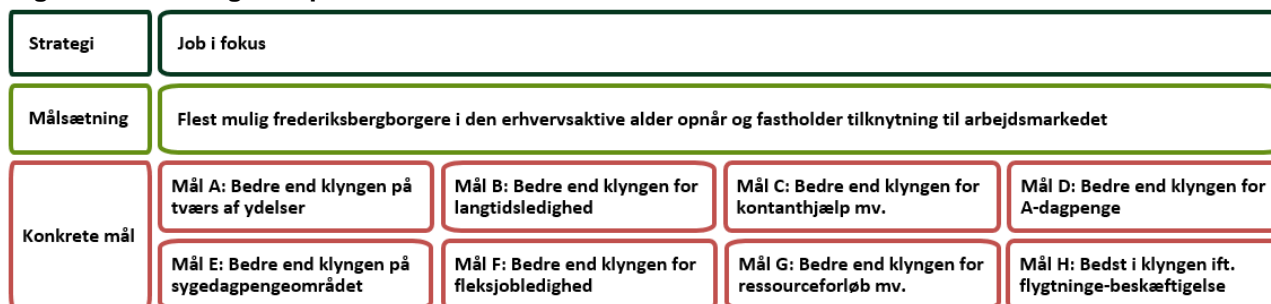 Strategi
Job i fokus
Målsætning
Flest mulig frederiksbergborgere i den erhvervsaktive alder opnår og fastholder tilknytning til arbejdsmarkedet
Konkrete mål
Mål A: Bedre end klyngen på
tværs af ydelser
Mål B: Bedre end klyngen for
langtidsledighed
Mål C: Bedre end klyngen for
kontanthjælp mv.
Mål D: Bedre end klyngen for
A-dagpenge
Mål E: Bedre end klyngen på
sygedagpengeområdet
Mål F: Bedre end klyngen for
fleksjobledighed
Mål G: Bedre end klyngen for
ressourceforløb mv.
Mål H: Bedst i klyngen ift.
flygtninge-beskæftigelse